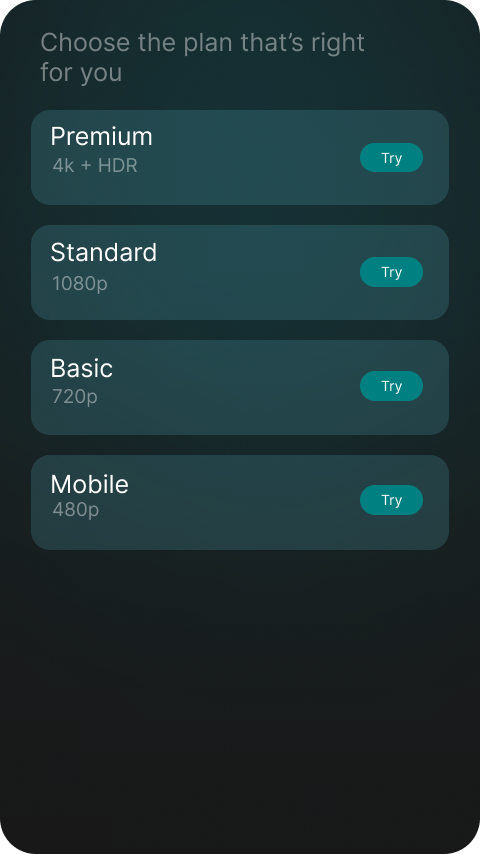 Choose the plan that’s right
for you
Premium
4k + HDR
Try
Standard
1080p
Try
Basic
720p
Try
Mobile
480p
Try